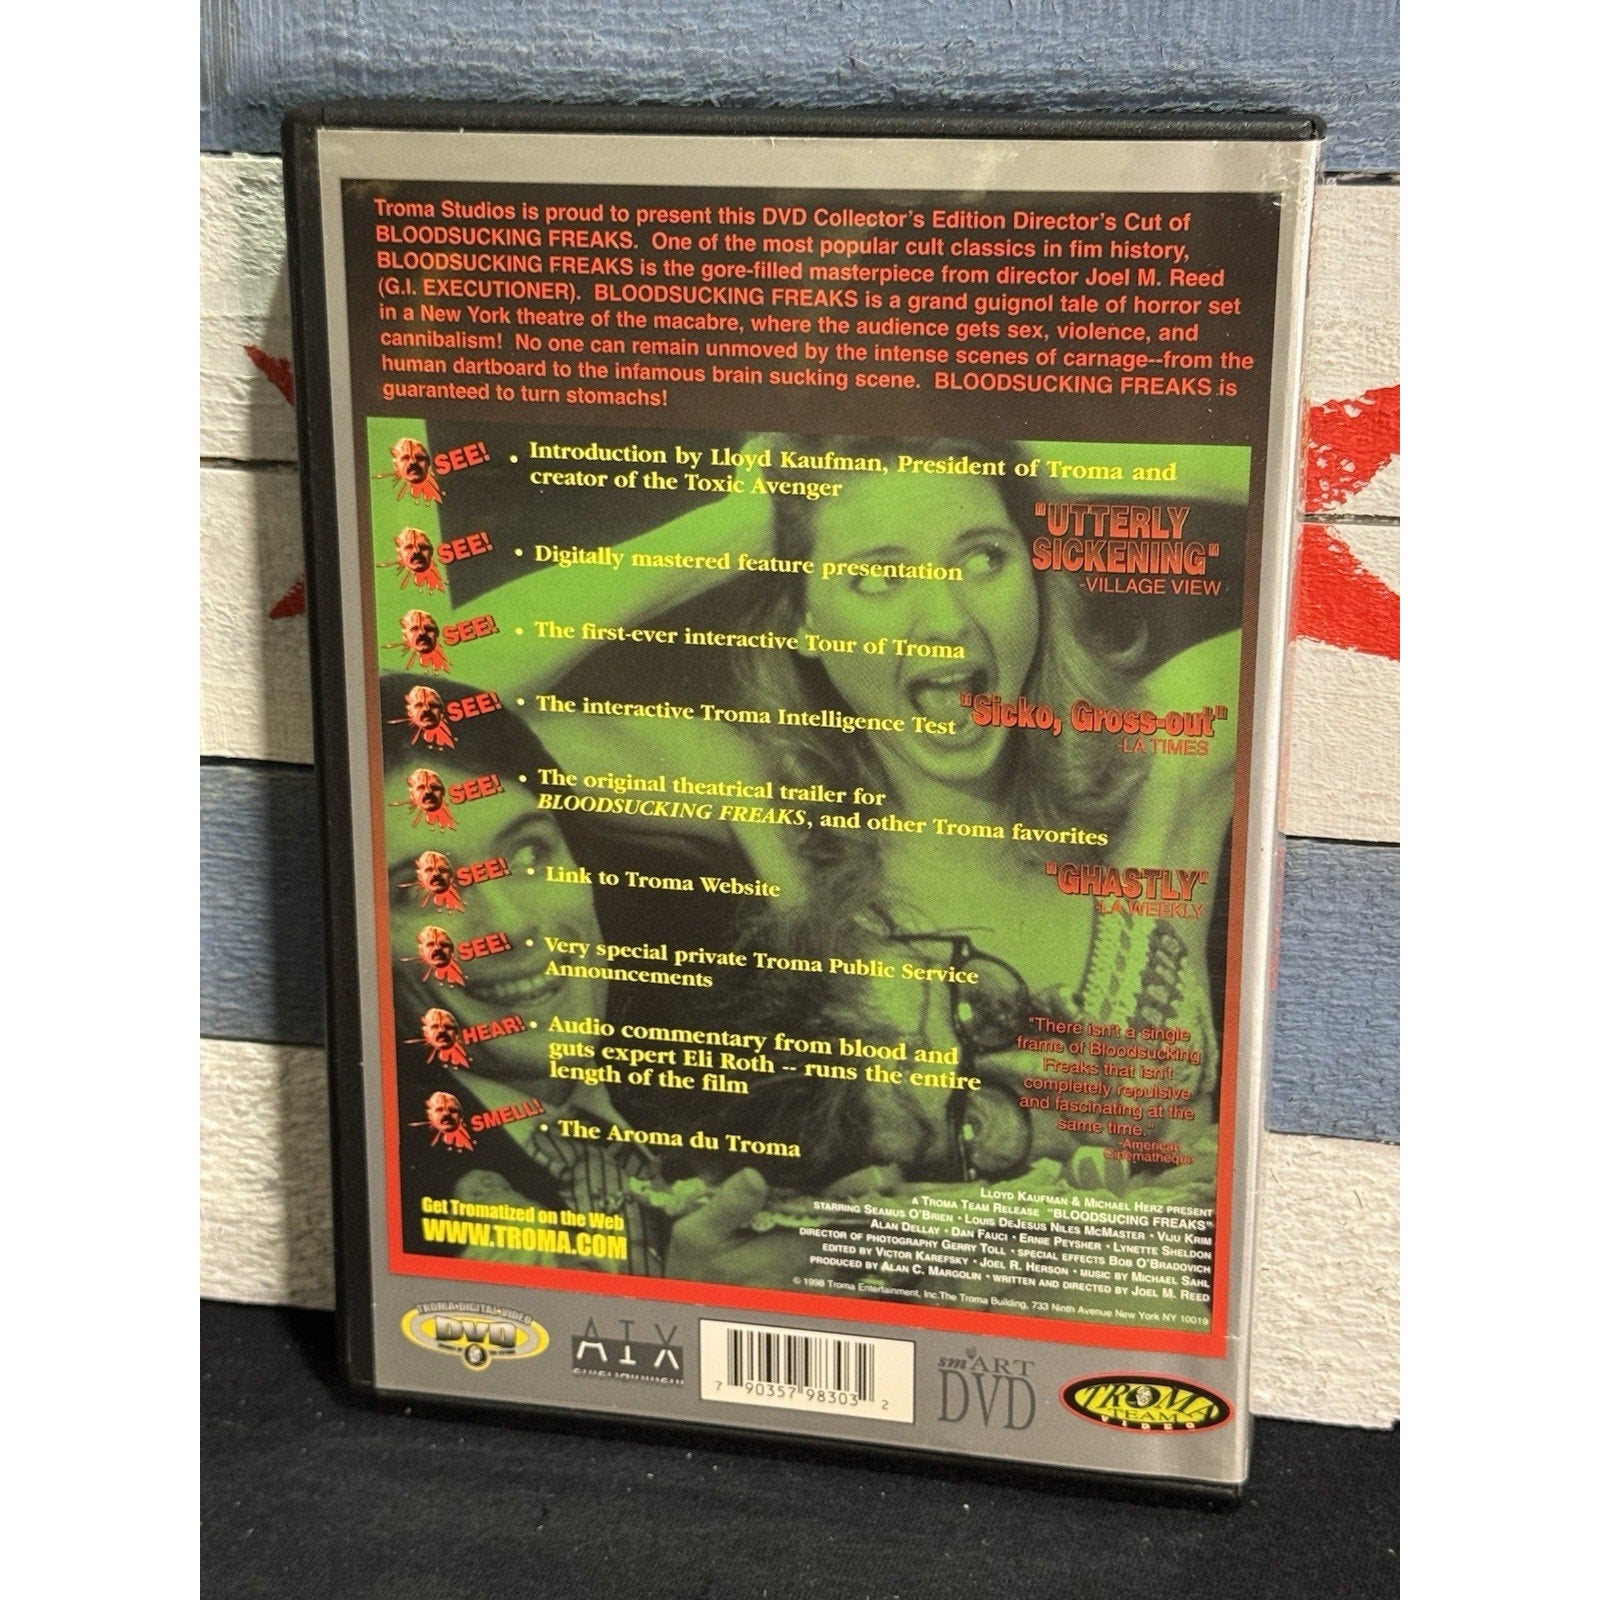 Troma Studios is proud to present this DVD Collector's Edition Director's Cut of
BLOODSUCKING FREAKS. One of the most popular cult classics in fim history,
BLOODSUCKING FREAKS is the gore-filled masterpiece from director Joel M. Reed
(G.I. EXECUTIONER). BLOODSUCKING FREAKS is a grand guignol tale of horror set
in a New York theatre of the macabre, where the audience gets sex, violence, and
cannibalism! No one can remain unmoved by the intense scenes of carnage--from the
human dartboard to the infamous brain sucking scene. BLOODSUCKING FREAKS is
guaranteed to turn stomachs!
SEE! • Introduction by Lloyd Kaufman, President of Troma and
creator of the Toxic Avenger
SEE! • Digitally mastered feature presentation
SEE! • The first-ever interactive Tour of Troma
SEE! • The interactive Troma Intelligence Test
SEE! • The original theatrical trailer for
BLOODSUCKING FREAKS, and other Troma favorites
SEE! • Link to Troma Website
SEE! • Very special private Troma Public Service
Announcements
HEAR! • Audio commentary from blood and
guts expert Eli Roth -- runs the entire
length of the film
SMELL! • The Aroma du Troma
"UTTERLY
SICKENING"
-VILLAGE VIEW
"Sicko, Gross-out"
-LA TIMES
"GHASTLY"
-LA WEEKLY
"There isn't a single
frame of Bloodsucking
Freaks that isn't
completely repulsive
and fascinating at the
same time."
-American
Cinematheque
Get Tromatized on the Web
WWW.TROMA.COM
LLOYD KAUFMAN & MICHAEL HERZ PRESENT
A TROMA TEAM RELEASE "BLOODSUCING FREAKS"
STARRING SEAMUS O'BRIEN • LOUIS DEJESUS NILES MCMASTER • VIJU KRIM
ALAN DELLAY • DAN FAUCI • ERNIE PEYSHER • LYNETTE SHELDON
DIRECTOR OF PHOTOGRAPHY GERRY TOLL • SPECIAL EFFECTS BOB O'BRADOVICH
EDITED BY VICTOR KAREFSKY • JOEL R. HERSON • MUSIC BY MICHAEL SAHL
PRODUCED BY ALAN C. MARGOLIN • WRITTEN AND DIRECTED BY JOEL M. REED
© 1998 Troma Entertainment, Inc. The Troma Building, 733 Ninth Avenue New York NY 10019
TROMA DIGITAL VIDEO
DVD
AIX
7 90357 98303 2
smART
DVD
TROMA
TEAM
VIDEO